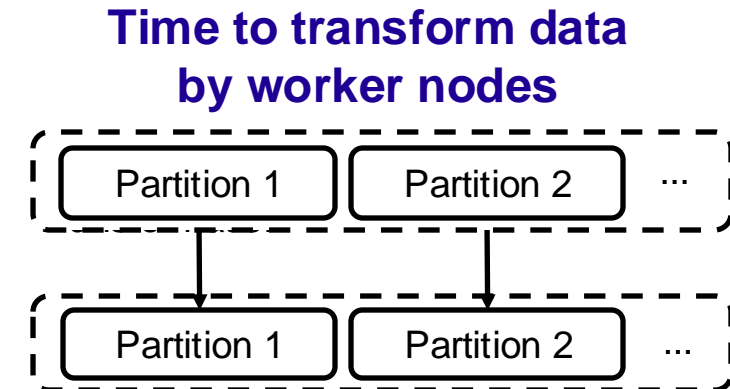 Time to transform data
by worker nodes
Partition 1 Partition 2 ...
Partition 1 Partition 2 ...